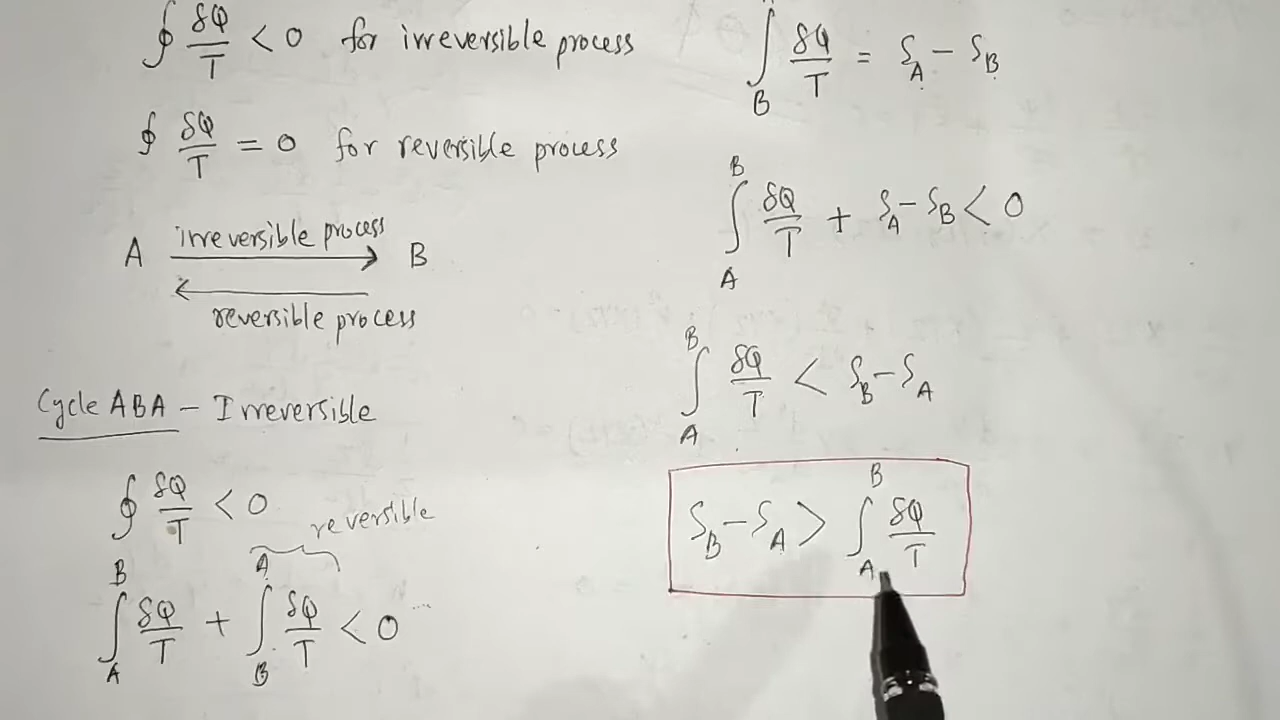 ∮ δQ/T < 0 for irreversible process
∮ δQ/T = 0 for reversible process
A irreversible process → B
← reversible process
Cycle ABA - Irreversible
∮ δQ/T < 0
reversible
∫_A^B δQ/T + ∫_B^A δQ/T < 0
∫_B δQ/T = S_A - S_B
∫_A^B δQ/T + S_A - S_B < 0
∫_A^B δQ/T < S_B - S_A
S_B - S_A > ∫_A^B δQ/T